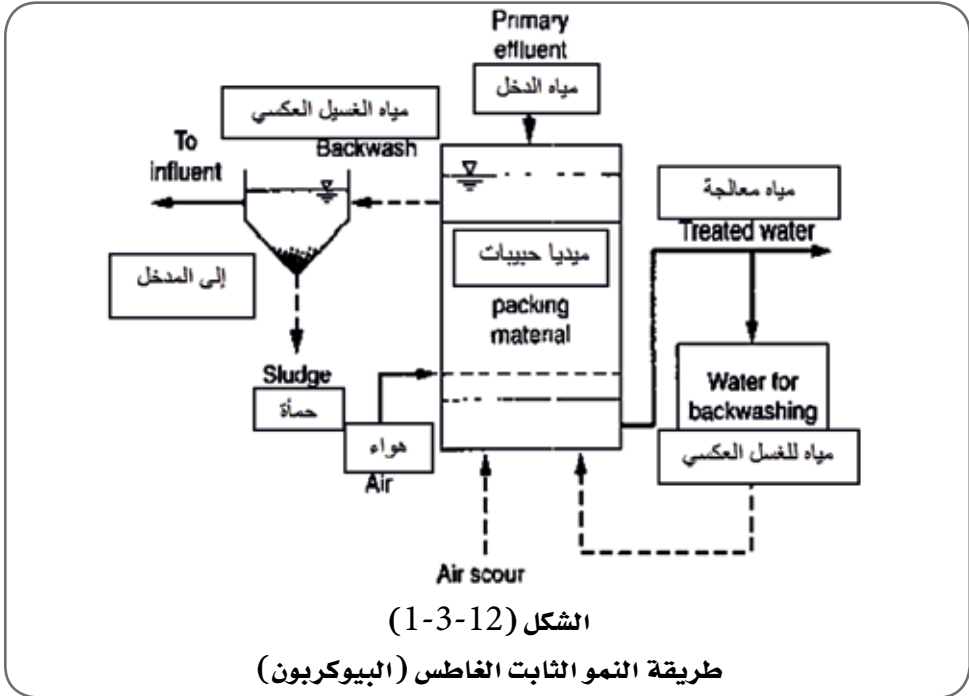 Primary
effluent
مياه الدخل
مياه الغسيل العكسي
Backwash
To
influent
إلى المدخل
Sludge
حمأة
هواء
Air
ميديا حبيبات
packing
material
مياه معالجة
Treated water
Water for
backwashing
مياه للغسل العكسي
Air scour
الشكل (12-3-1)
طريقة النمو الثابت الغاطس (البيوكربون)